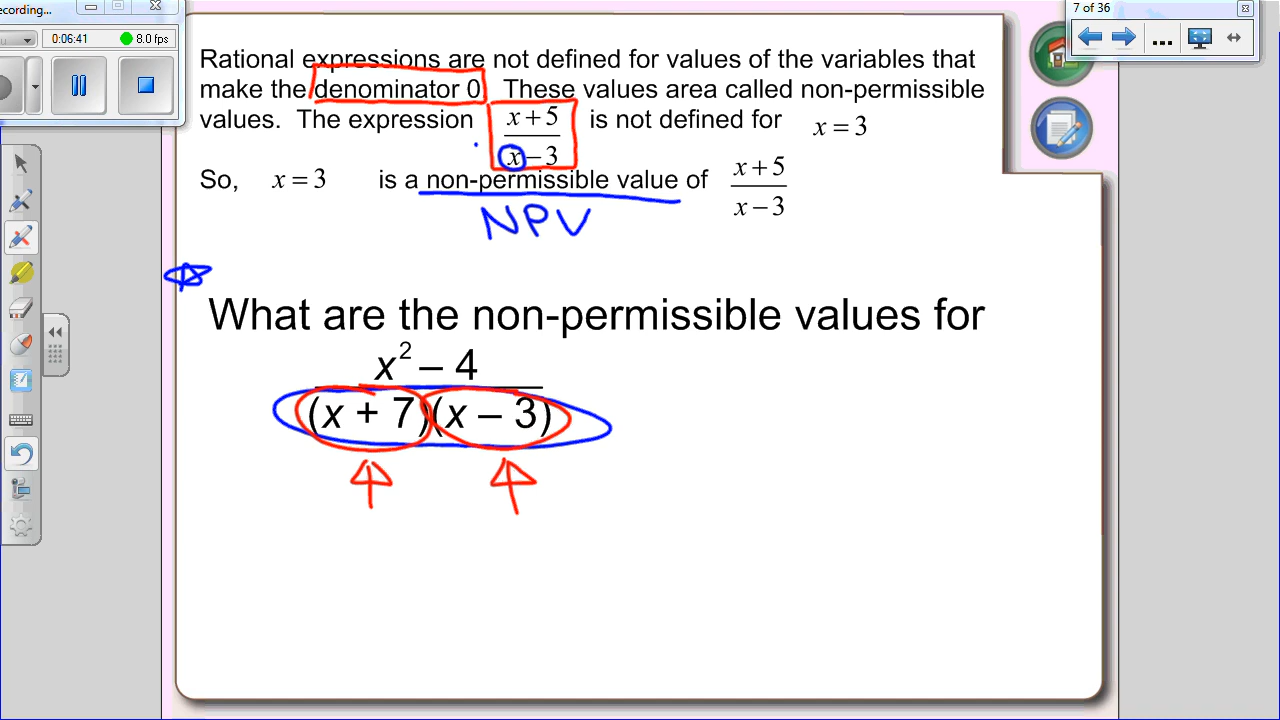 ecording...
7 of 36
0:06:41 8.0 fps
Rational expressions are not defined for values of the variables that
make the denominator 0. These values area called non-permissible
values. The expression (x + 5)/(x − 3) is not defined for x = 3
So, x = 3 is a non-permissible value of (x + 5)/(x − 3)
NPV
What are the non-permissible values for
x² – 4
(x + 7)(x – 3)